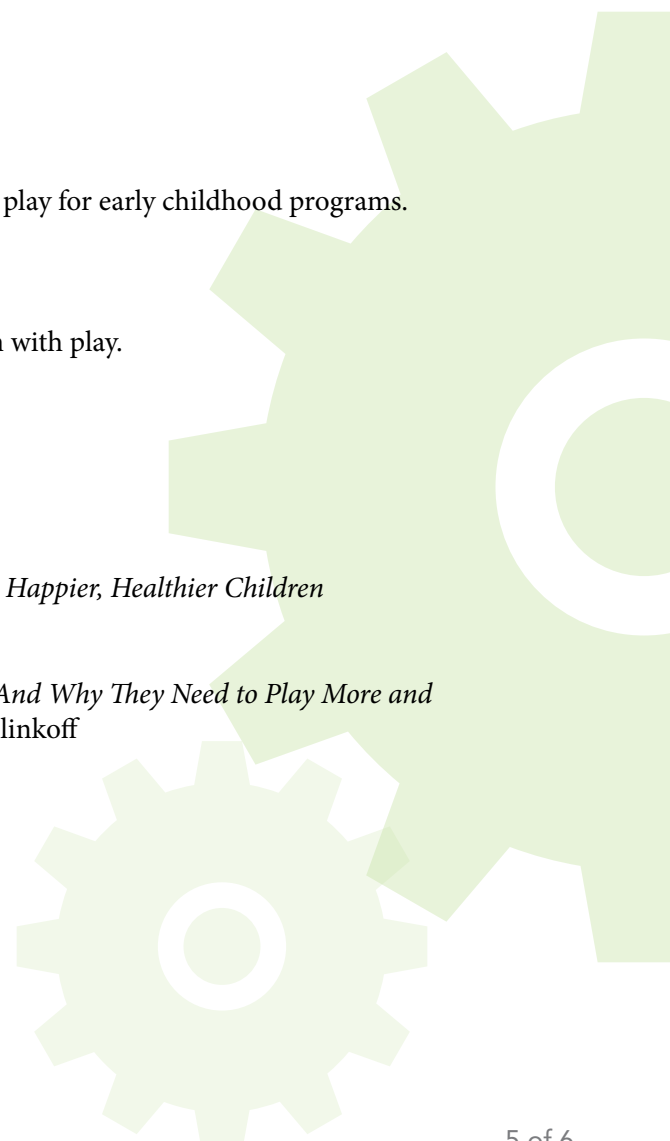 play for early childhood programs.
with play.
Happier, Healthier Children
And Why They Need to Play More and
linkoff
5 of 6